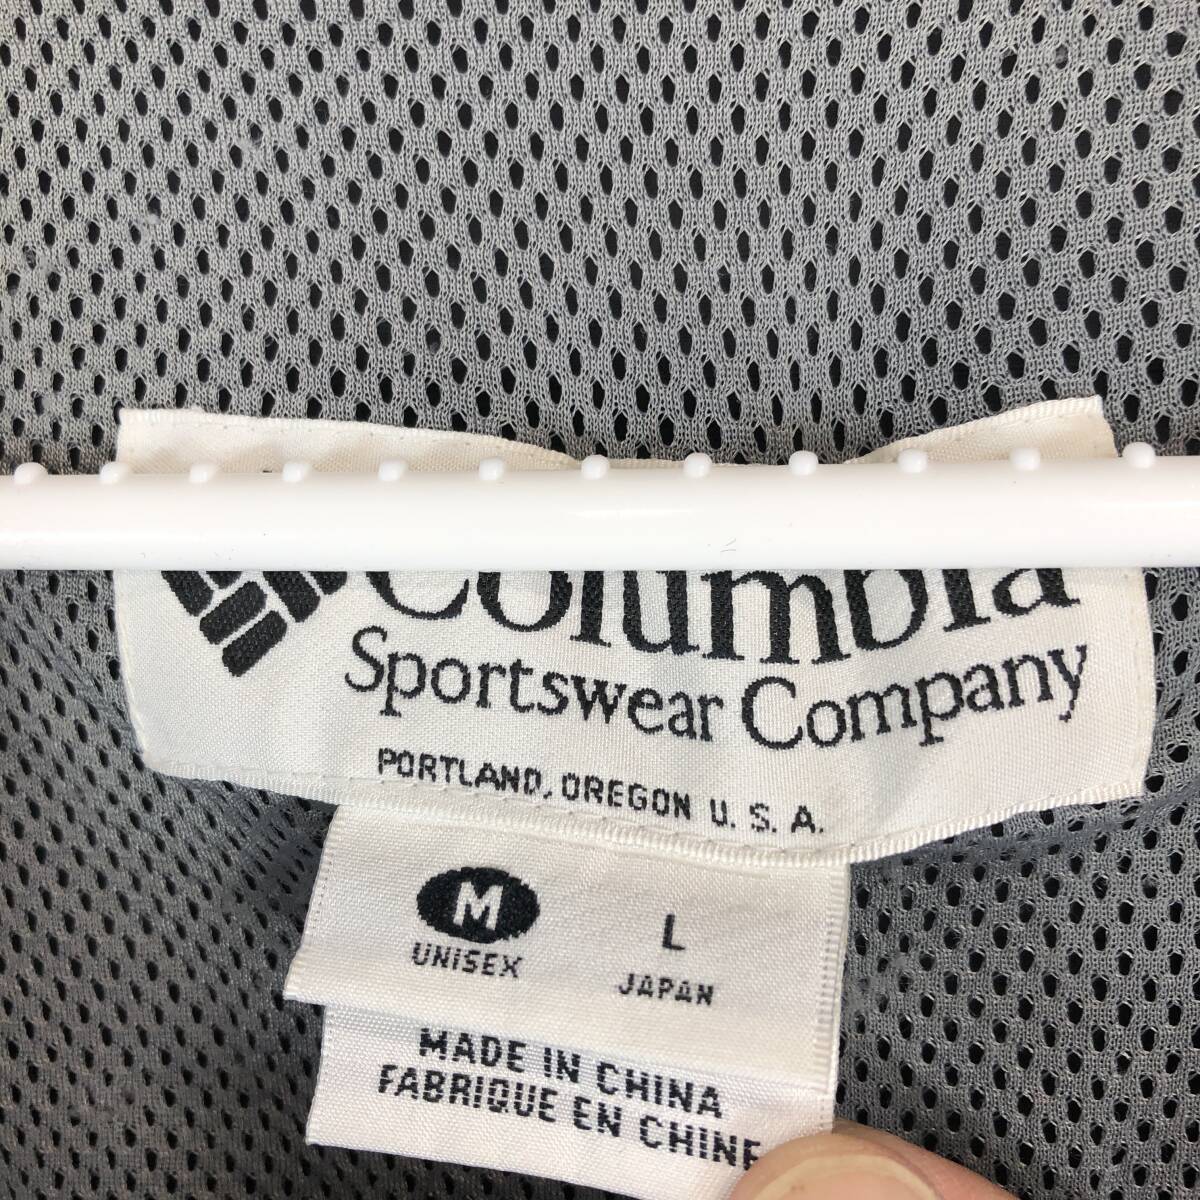 Columbia
Sportswear Company
PORTLAND, OREGON U.S.A.
M L
UNISEX JAPAN
MADE IN CHINA
FABRIQUE EN CHINE